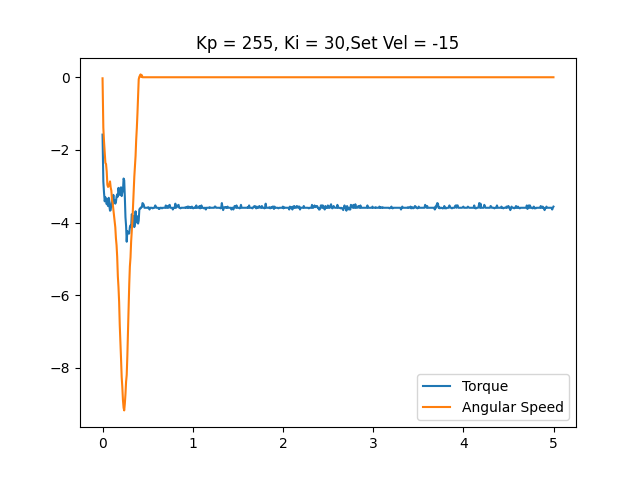 Kp = 255, Ki = 30,Set Vel = -15
0
−2
−4
−6
−8
Torque
Angular Speed
0 1 2 3 4 5